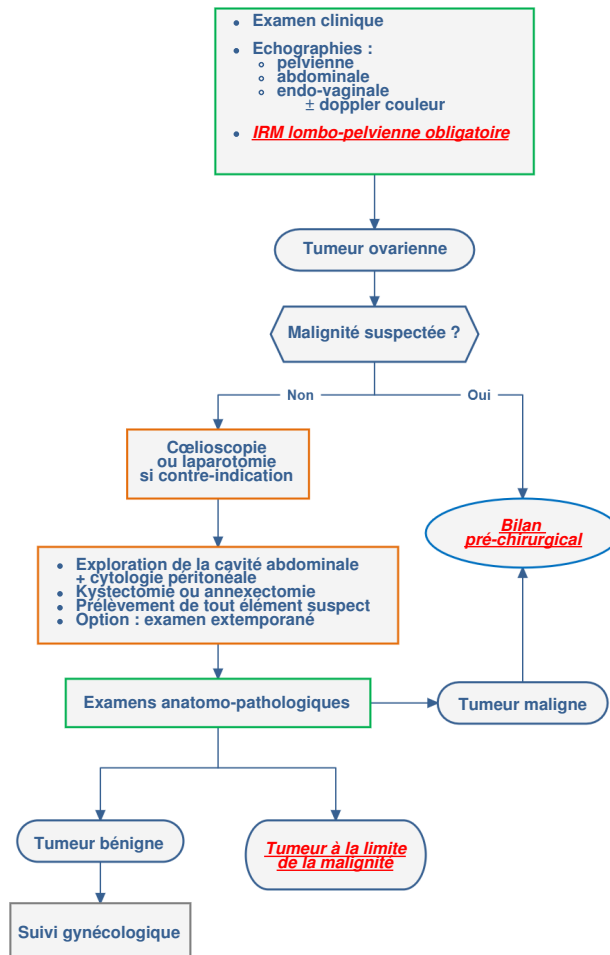 Examen clinique
Echographies :
pelvienne
abdominale
endo-vaginale
± doppler couleur
IRM lombo-pelvienne obligatoire
Tumeur ovarienne
Malignité suspectée ?
Non
Oui
Cœlioscopie
ou laparotomie
si contre-indication
Bilan
pré-chirurgical
Exploration de la cavité abdominale
+ cytologie péritonéale
Kystectomie ou annexectomie
Prélèvement de tout élément suspect
Option : examen extemporané
Examens anatomo-pathologiques
Tumeur maligne
Tumeur bénigne
Tumeur à la limite
de la malignité
Suivi gynécologique